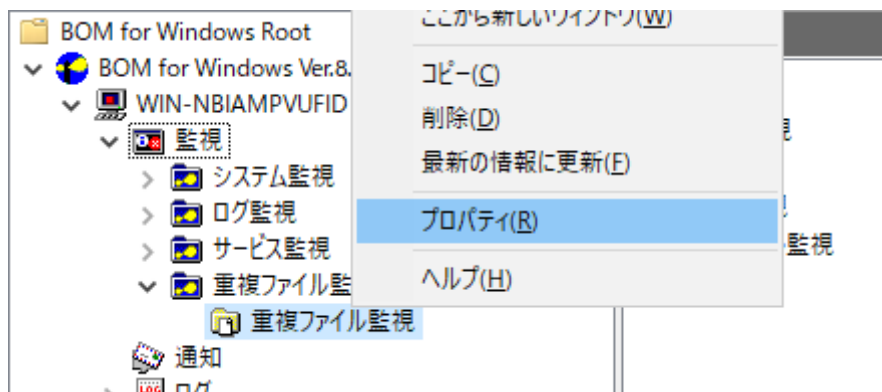 BOM for Windows Root
BOM for Windows Ver.8.
WIN-NBIAMPVUFID
監視
システム監視
ログ監視
サービス監視
重複ファイル監
重複ファイル監視
通知
ログ
ここから新しいウィンドウ(W)
コピー(C)
削除(D)
最新の情報に更新(F)
プロパティ(R)
ヘルプ(H)
視
監視